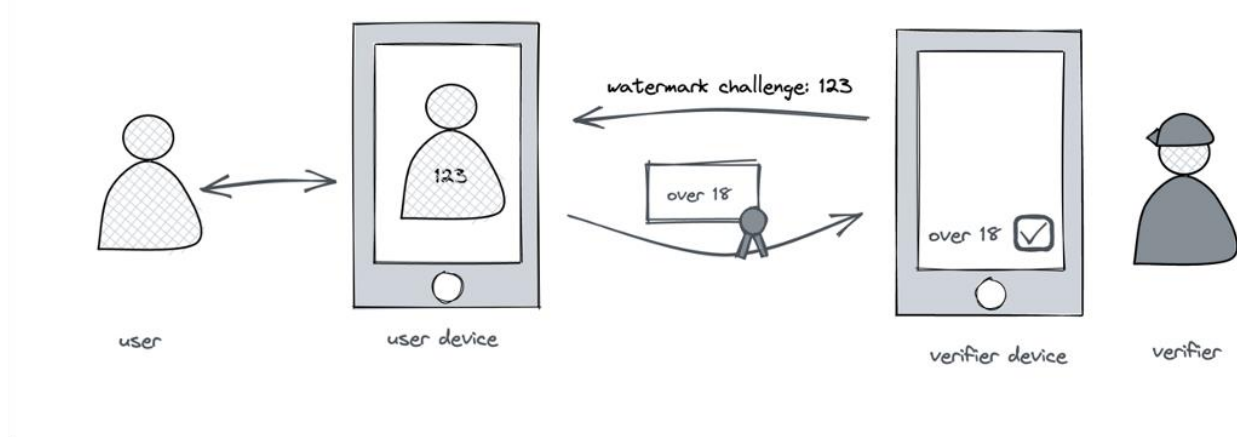 watermark challenge: 123
123
over 18
over 18
user
user device
verifier device
verifier